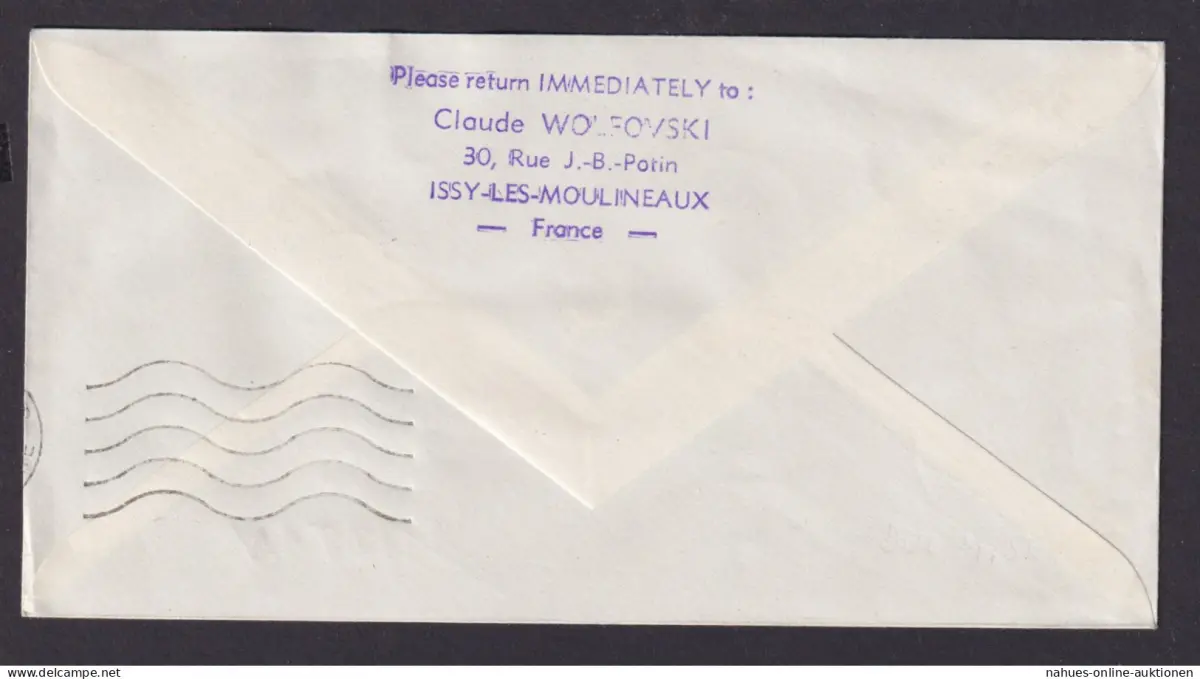 Please return IMMEDIATELY to :
Claude WOLFOVSKI
30, Rue J.-B.-Potin
ISSY-LES-MOULINEAUX
— France —
nahues-online-auktionen